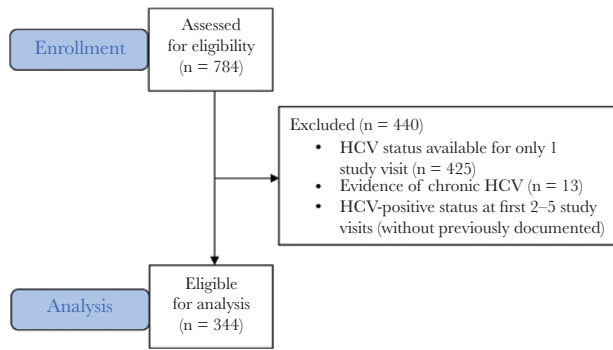 Enrollment
Assessed
for eligibility
(n = 784)
Excluded (n = 440)
• HCV status available for only 1
study visit (n = 425)
• Evidence of chronic HCV (n = 13)
• HCV-positive status at first 2–5 study
visits (without previously documented)
Analysis
Eligible
for analysis
(n = 344)